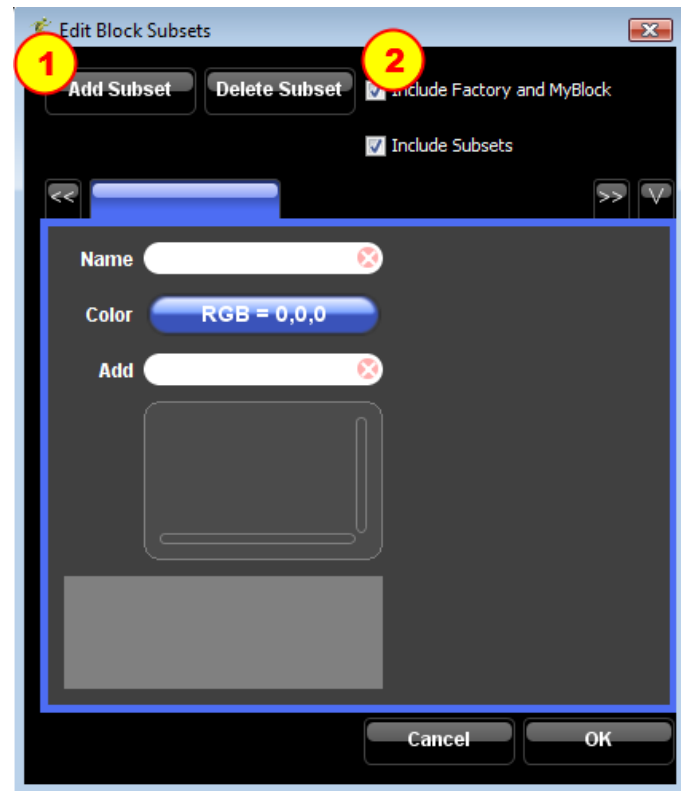 Edit Block Subsets
1
2
Add Subset
Delete Subset
Include Factory and MyBlock
Include Subsets
<<
>>
V
Name
Color
RGB = 0,0,0
Add
Cancel
OK